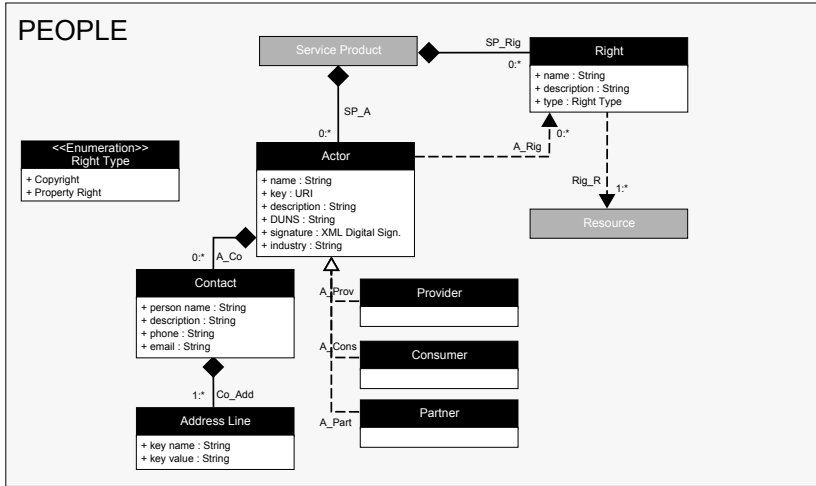 PEOPLE
Service Product
SP_Rig
0:*
Right
+ name : String
+ description : String
+ type : Right Type
SP_A
0:*
<<Enumeration>>
Right Type
+ Copyright
+ Property Right
Actor
+ name : String
+ key : URI
+ description : String
+ DUNS : String
+ signature : XML Digital Sign.
+ industry : String
A_Rig
0:*
Rig_R
1:*
Resource
0:*
A_Co
Contact
+ person name : String
+ description : String
+ phone : String
+ email : String
A_Prov
Provider
A_Cons
Consumer
A_Part
Partner
1:*
Co_Add
Address Line
+ key name : String
+ key value : String